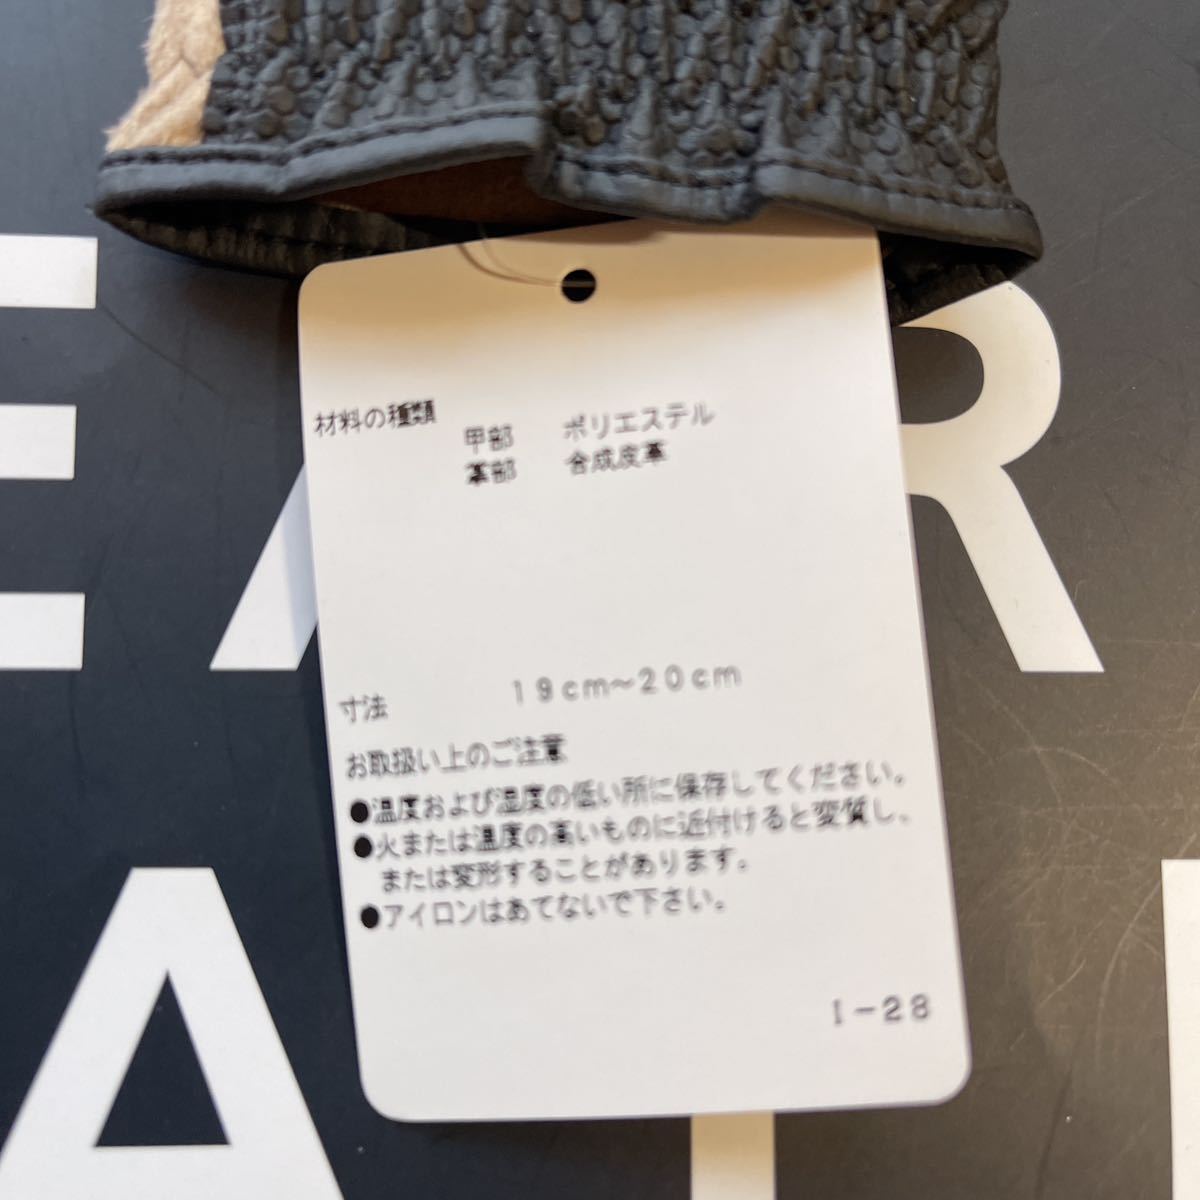 EAR
材料の種類
甲部 ポリエステル
革部 合成皮革
寸法 19cm~20cm
お取扱い上のご注意
●温度および湿度の低い所に保存してください。
●火または温度の高いものに近付けると変質し、
または変形することがあります。
●アイロンはあてないで下さい。
I-28